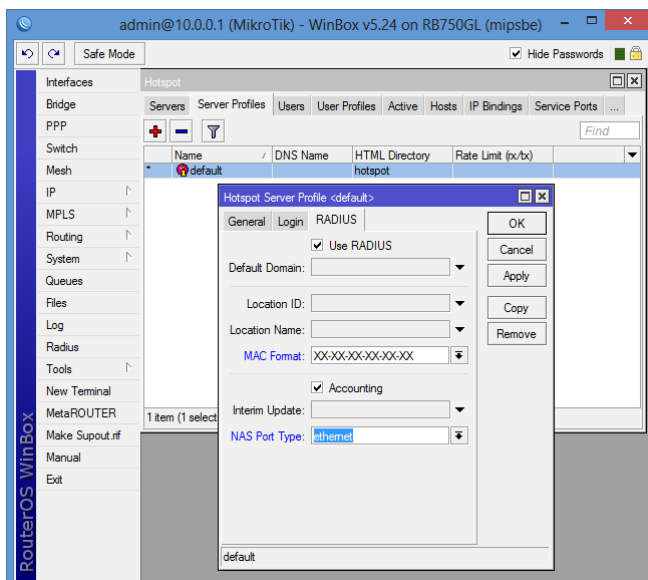 admin@10.0.0.1 (MikroTik) - WinBox v5.24 on RB750GL (mipsbe)
Safe Mode
Hide Passwords
RouterOS WinBox
Interfaces
Bridge
PPP
Switch
Mesh
IP
MPLS
Routing
System
Queues
Files
Log
Radius
Tools
New Terminal
MetaROUTER
Make Supout.rif
Manual
Exit
Hotspot
Servers Server Profiles Users User Profiles Active Hosts IP Bindings Service Ports ...
Find
Name DNS Name HTML Directory Rate Limit (rx/tx)
* default hotspot
1 item (1 select
Hotspot Server Profile <default>
General Login RADIUS
Use RADIUS
Default Domain:
Location ID:
Location Name:
MAC Format: XX-XX-XX-XX-XX-XX
Accounting
Interim Update:
NAS Port Type: ethernet
OK
Cancel
Apply
Copy
Remove
default